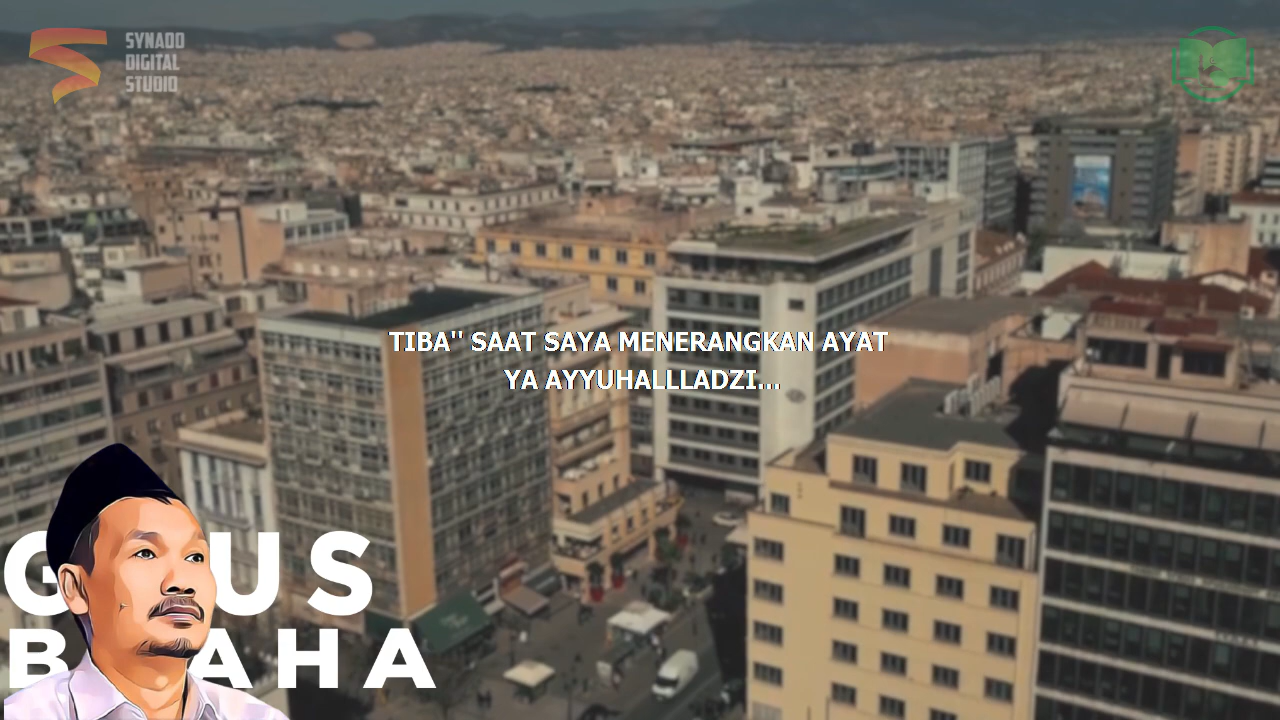 SYNADO
DIGITAL
STUDIO
TIBA'' SAAT SAYA MENERANGKAN AYAT
YA AYYUHALLLADZI...
GUS
BAHA